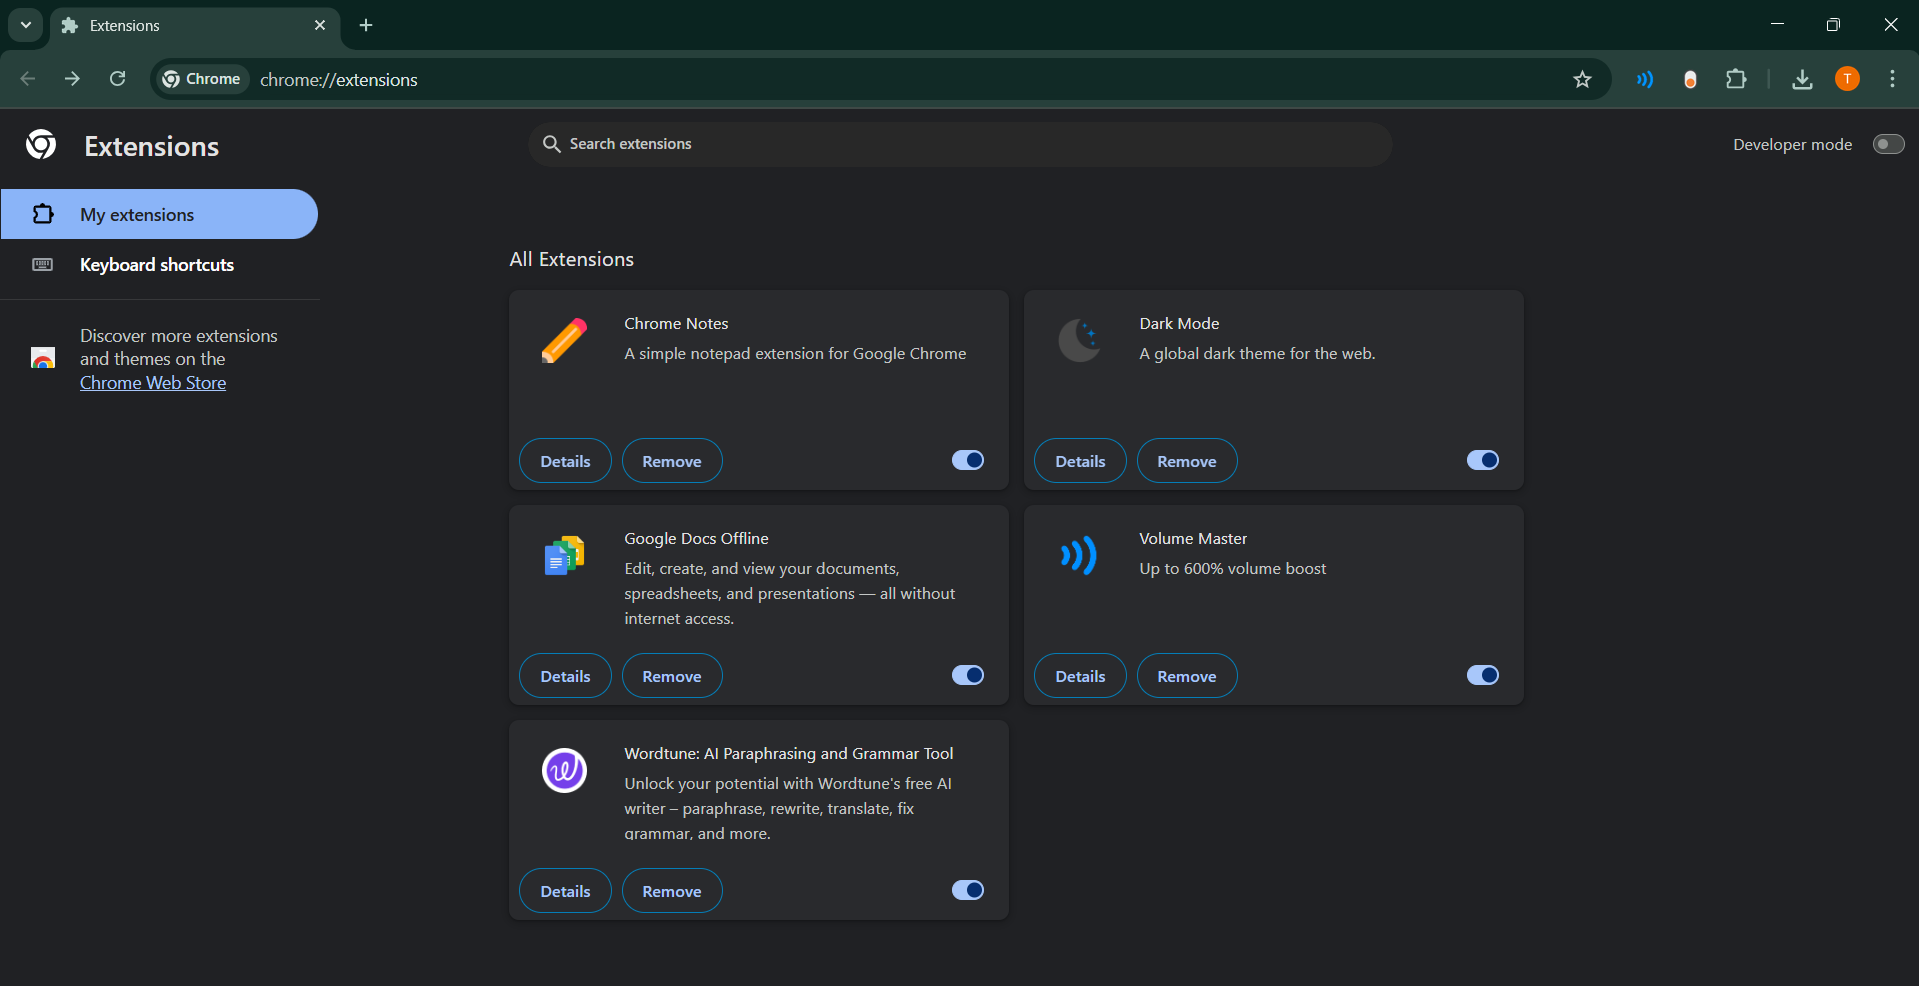 Extensions
Chrome
chrome://extensions
T
Extensions
Search extensions
Developer mode
My extensions
Keyboard shortcuts
Discover more extensions
and themes on the
Chrome Web Store
All Extensions
Chrome Notes
A simple notepad extension for Google Chrome
Details
Remove
Dark Mode
A global dark theme for the web.
Details
Remove
Google Docs Offline
Edit, create, and view your documents,
spreadsheets, and presentations — all without
internet access.
Details
Remove
Volume Master
Up to 600% volume boost
Details
Remove
Wordtune: AI Paraphrasing and Grammar Tool
Unlock your potential with Wordtune's free AI
writer – paraphrase, rewrite, translate, fix
grammar, and more.
Details
Remove